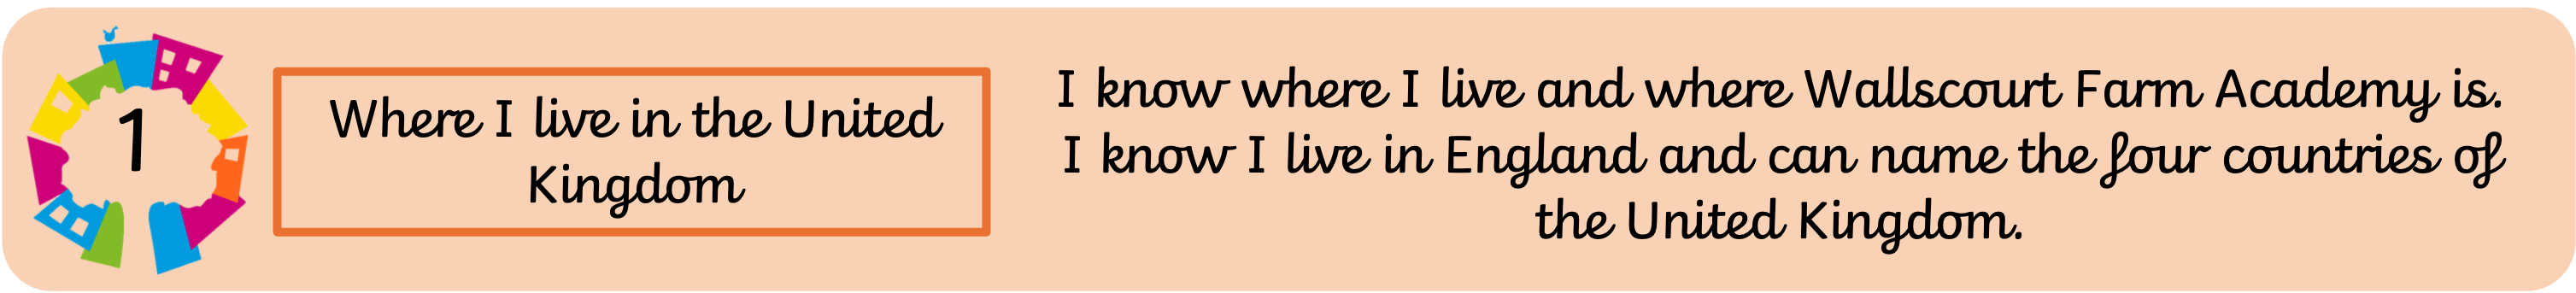 1
Where I live in the United
Kingdom
I know where I live and where Wallscourt Farm Academy is.
I know I live in England and can name the four countries of
the United Kingdom.